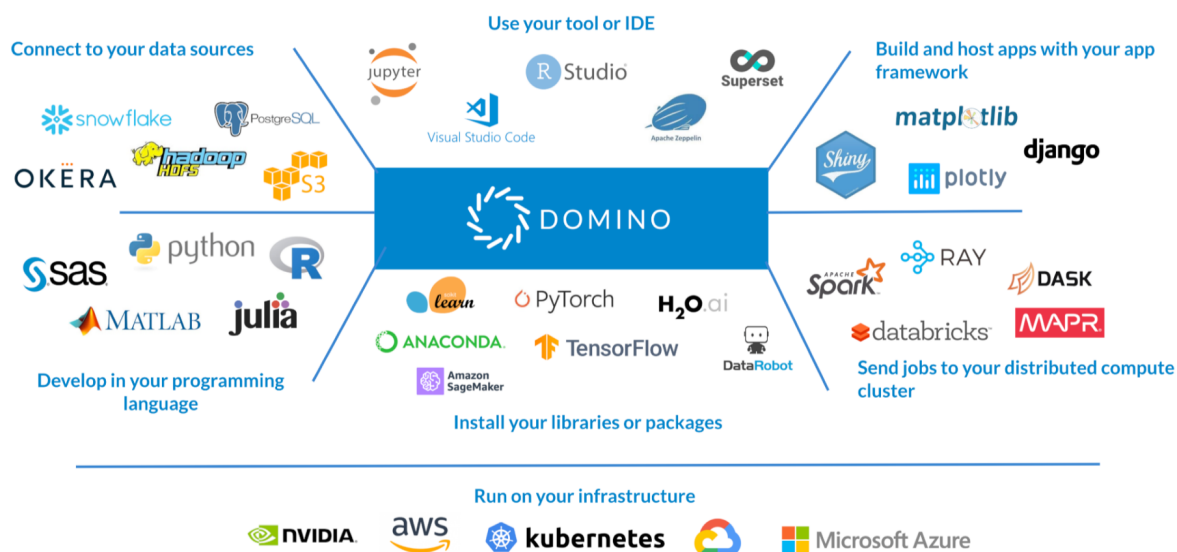 Use your tool or IDE
Connect to your data sources
Build and host apps with your app
framework
jupyter
R Studio
Superset
Visual Studio Code
Apache Zeppelin
snowflake
PostgreSQL
hadoop
HDFS
OKËRA
S3
matplotlib
django
Shiny
plotly
DOMINO
sas
python
R
MATLAB
julia
Develop in your programming
language
learn
PyTorch
H2O.ai
ANACONDA.
TensorFlow
DataRobot
Amazon
SageMaker
Install your libraries or packages
RAY
APACHE
Spark
DASK
databricks
MAPR
Send jobs to your distributed compute
cluster
Run on your infrastructure
NVIDIA.
aws
kubernetes
Microsoft Azure